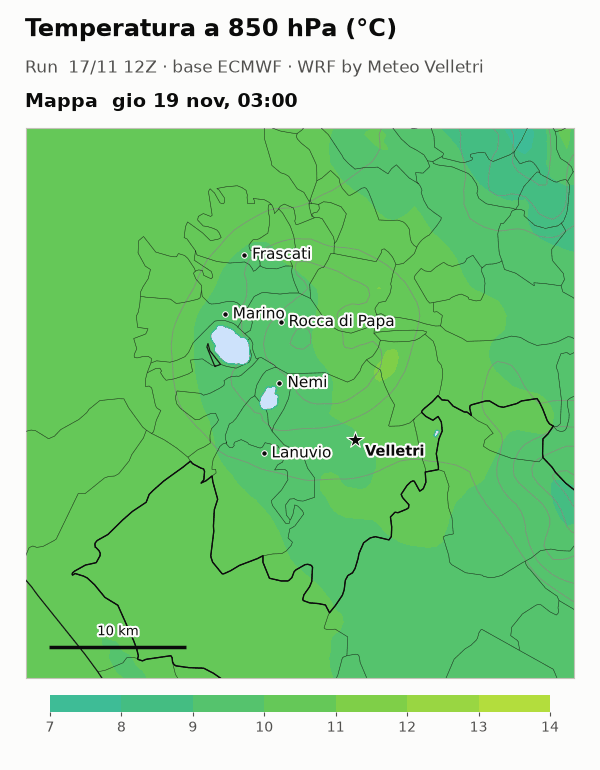 Temperatura a 850 hPa (°C)
Run  17/11 12Z · base ECMWF · WRF by Meteo Velletri
Mappa  gio 19 nov, 03:00
Frascati
Marino
Rocca di Papa
Nemi
Velletri
Lanuvio
10 km
7 8 9 10 11 12 13 14